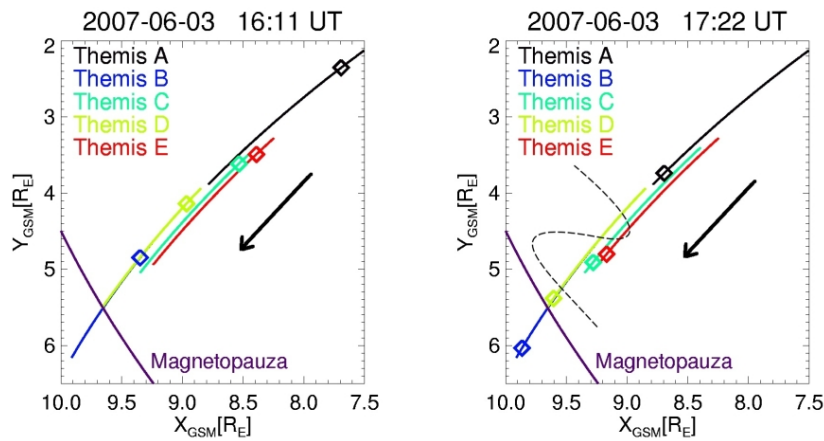 2007-06-03 16:11 UT
2
3
4
5
6
Y_GSM[R_E]
Themis A
Themis B
Themis C
Themis D
Themis E
Magnetopauza
10.0 9.5 9.0 8.5 8.0 7.5
X_GSM[R_E]
2007-06-03 17:22 UT
2
3
4
5
6
Y_GSM[R_E]
Themis A
Themis B
Themis C
Themis D
Themis E
Magnetopauza
10.0 9.5 9.0 8.5 8.0 7.5
X_GSM[R_E]